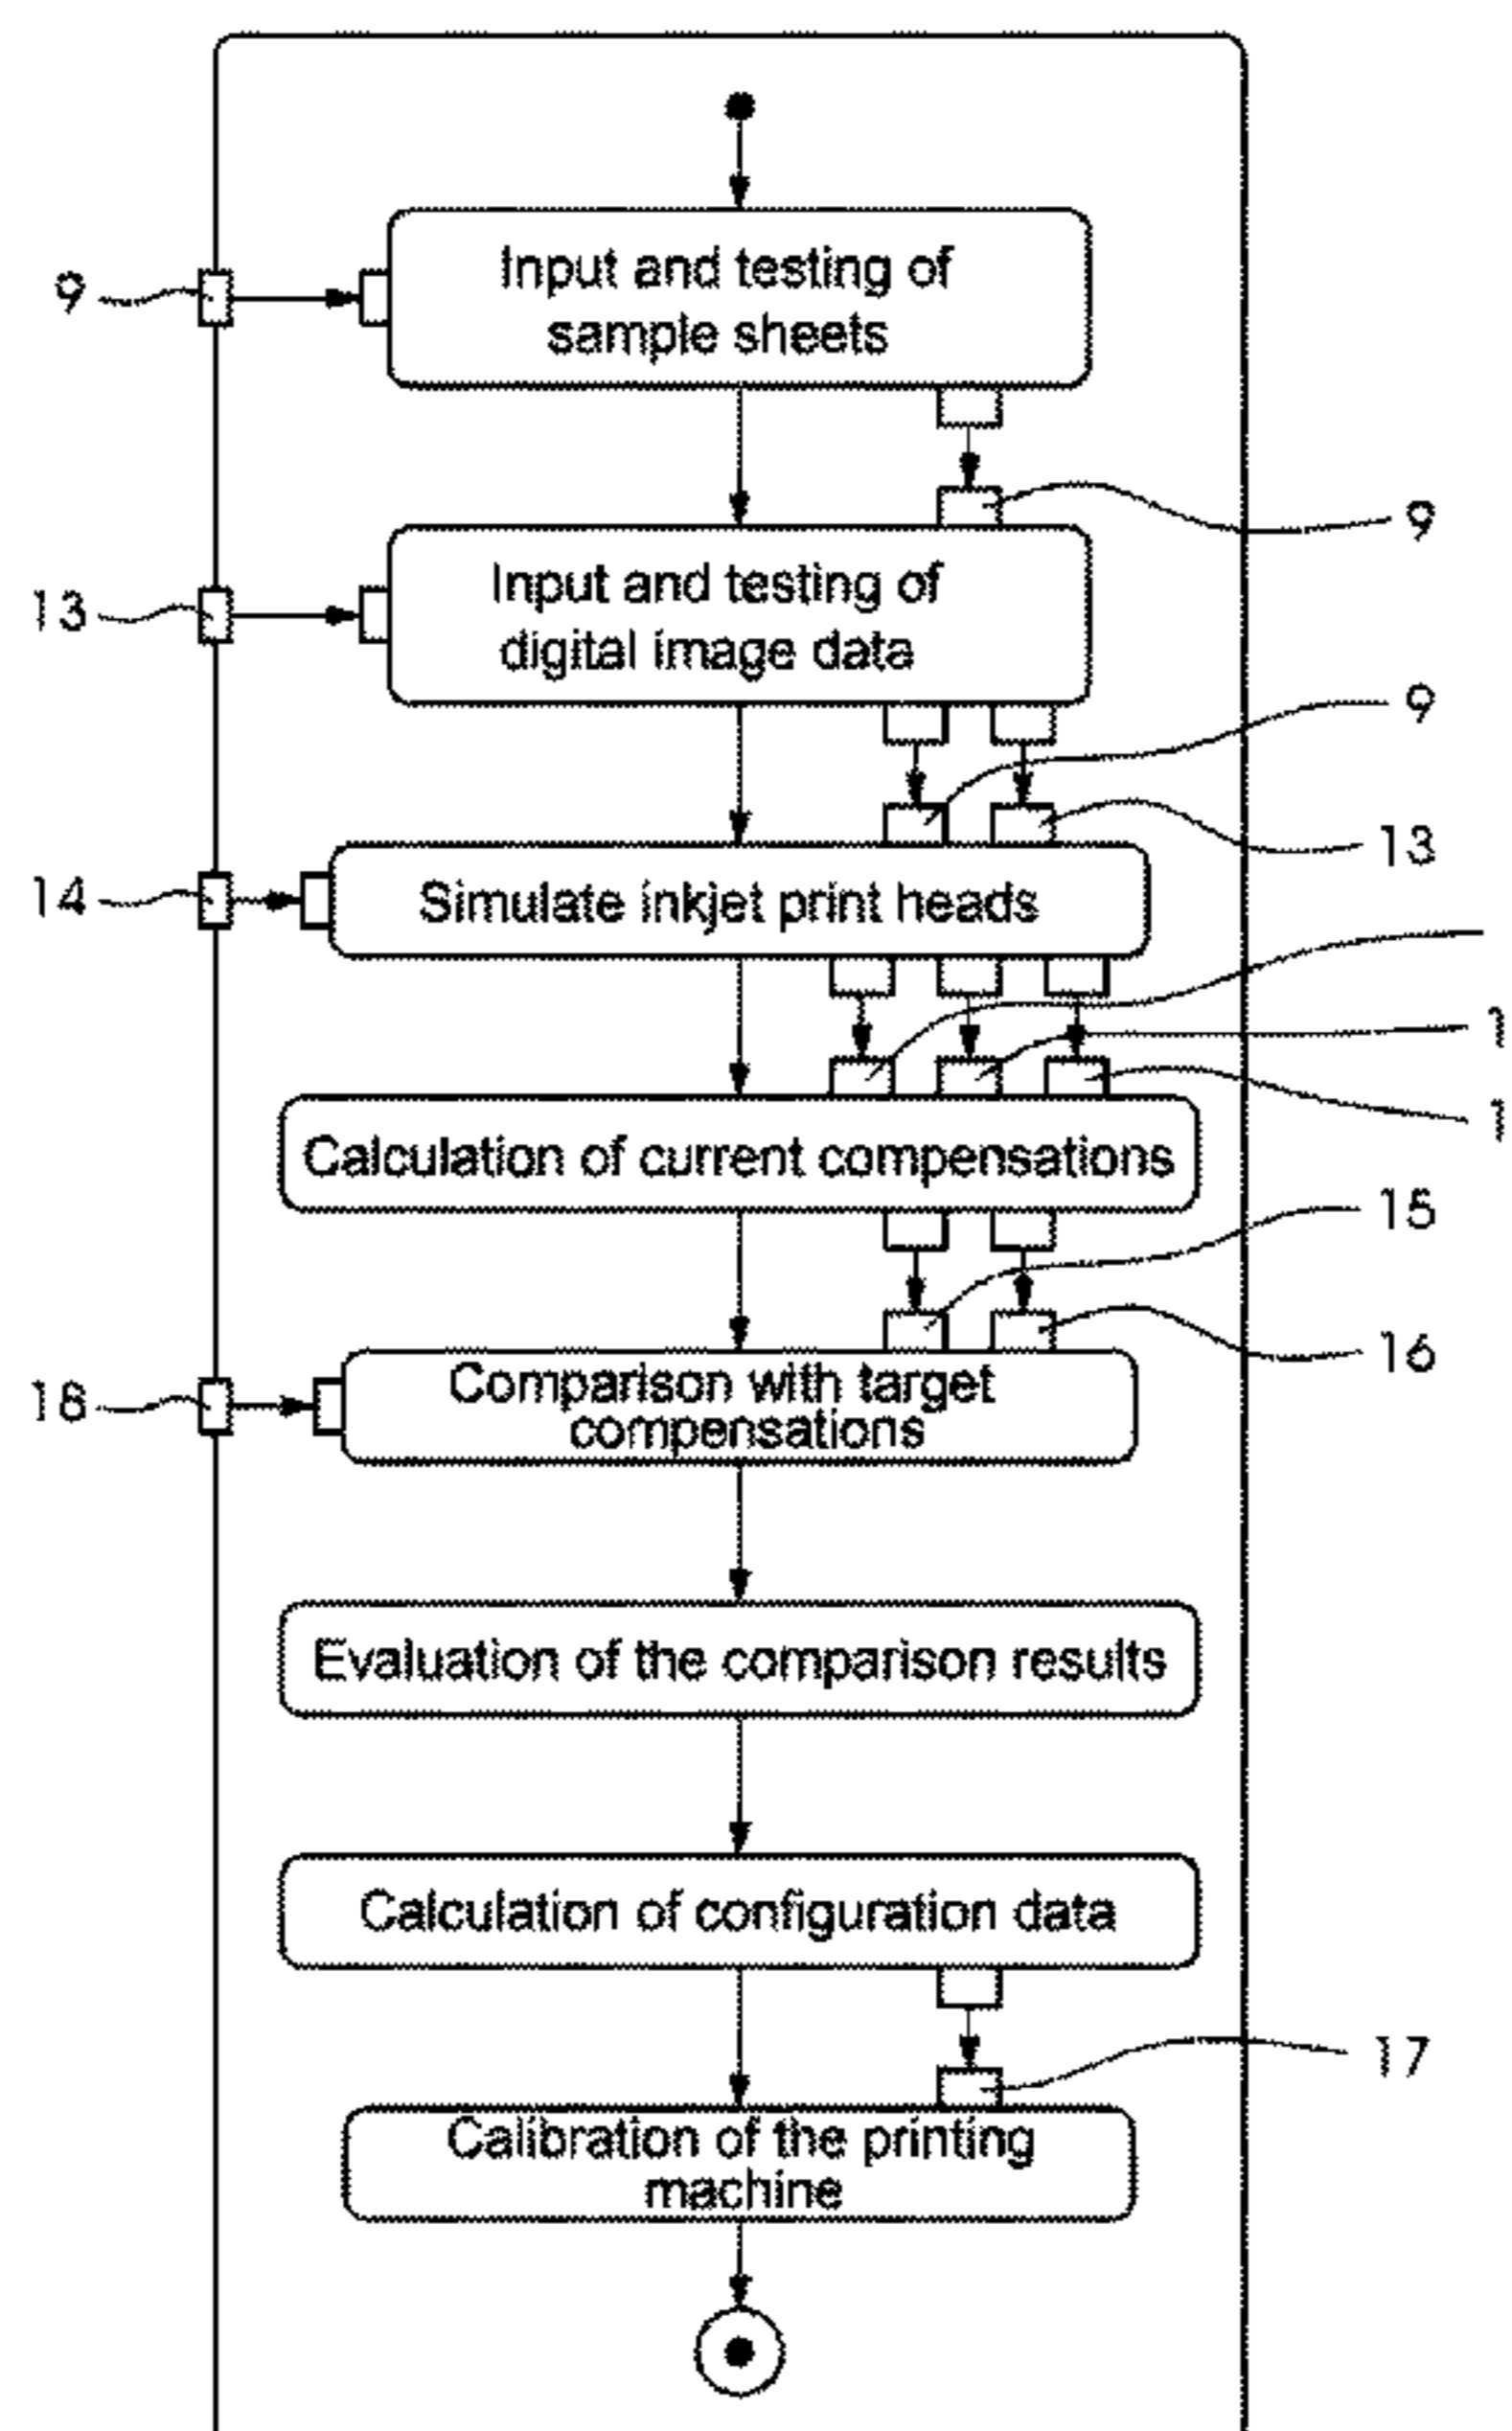 9
Input and testing of
sample sheets
9
13
Input and testing of
digital image data
9
13
14
Simulate inkjet print heads
1
1
Calculation of current compensations
15
16
18
Comparison with target
compensations
Evaluation of the comparison results
Calculation of configuration data
17
Calibration of the printing
machine